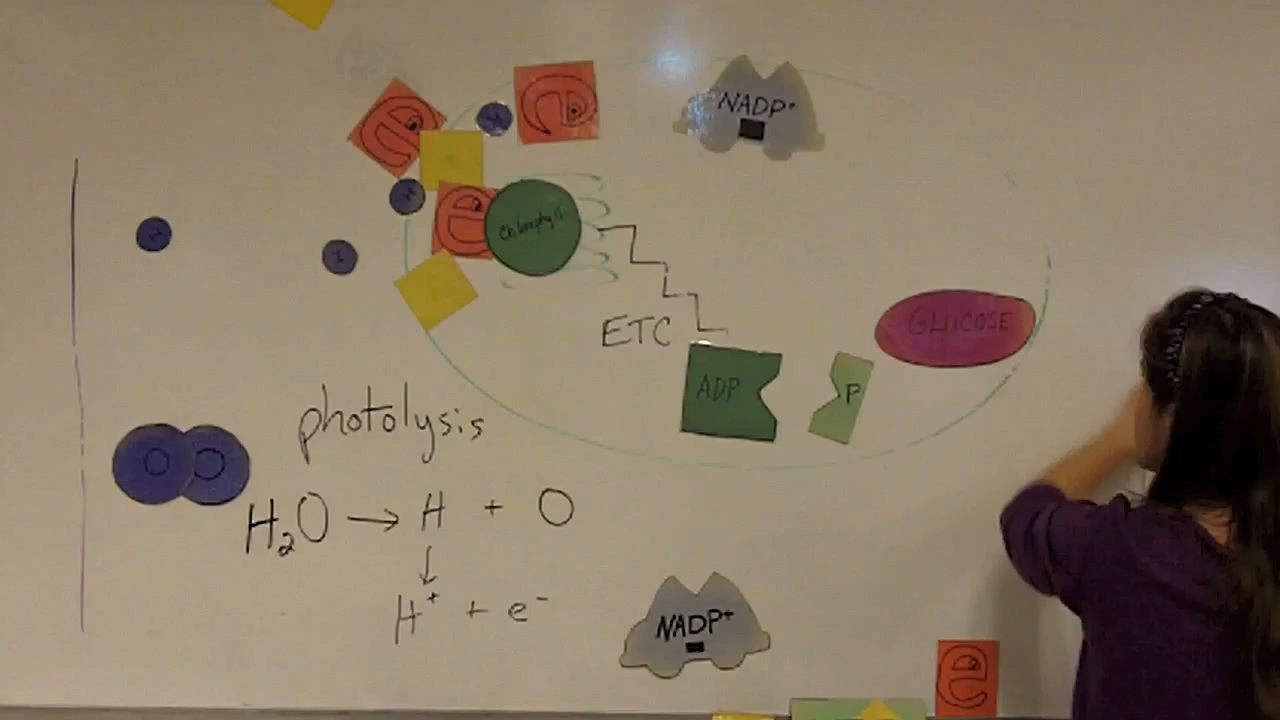 e
e
H
NADP+
H
e
Chlorophyll
H
H
ETC
GLUCOSE
ADP
P
photolysis
O O
H₂O → H + O
↓
H⁺ + e⁻
NADP+
e